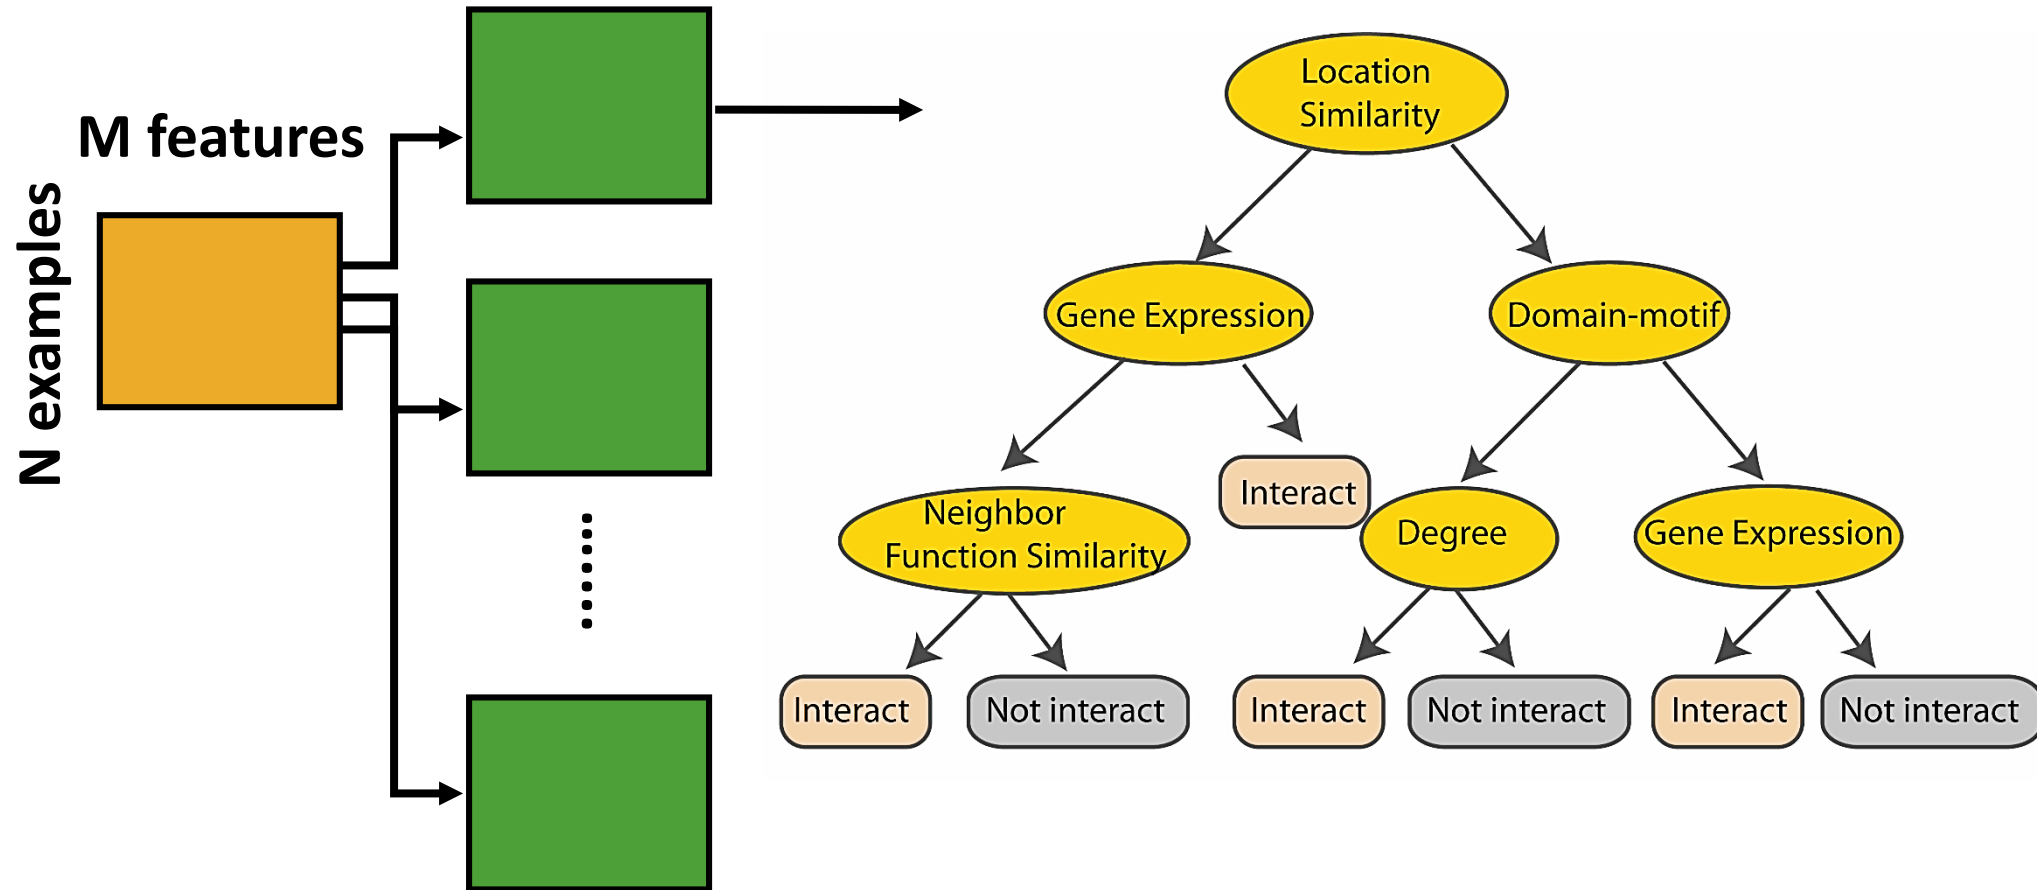 M features
N examples
Location
Similarity
Gene Expression
Domain-motif
Interact
Neighbor
Function Similarity
Degree
Gene Expression
Interact
Not interact
Interact
Not interact
Interact
Not interact